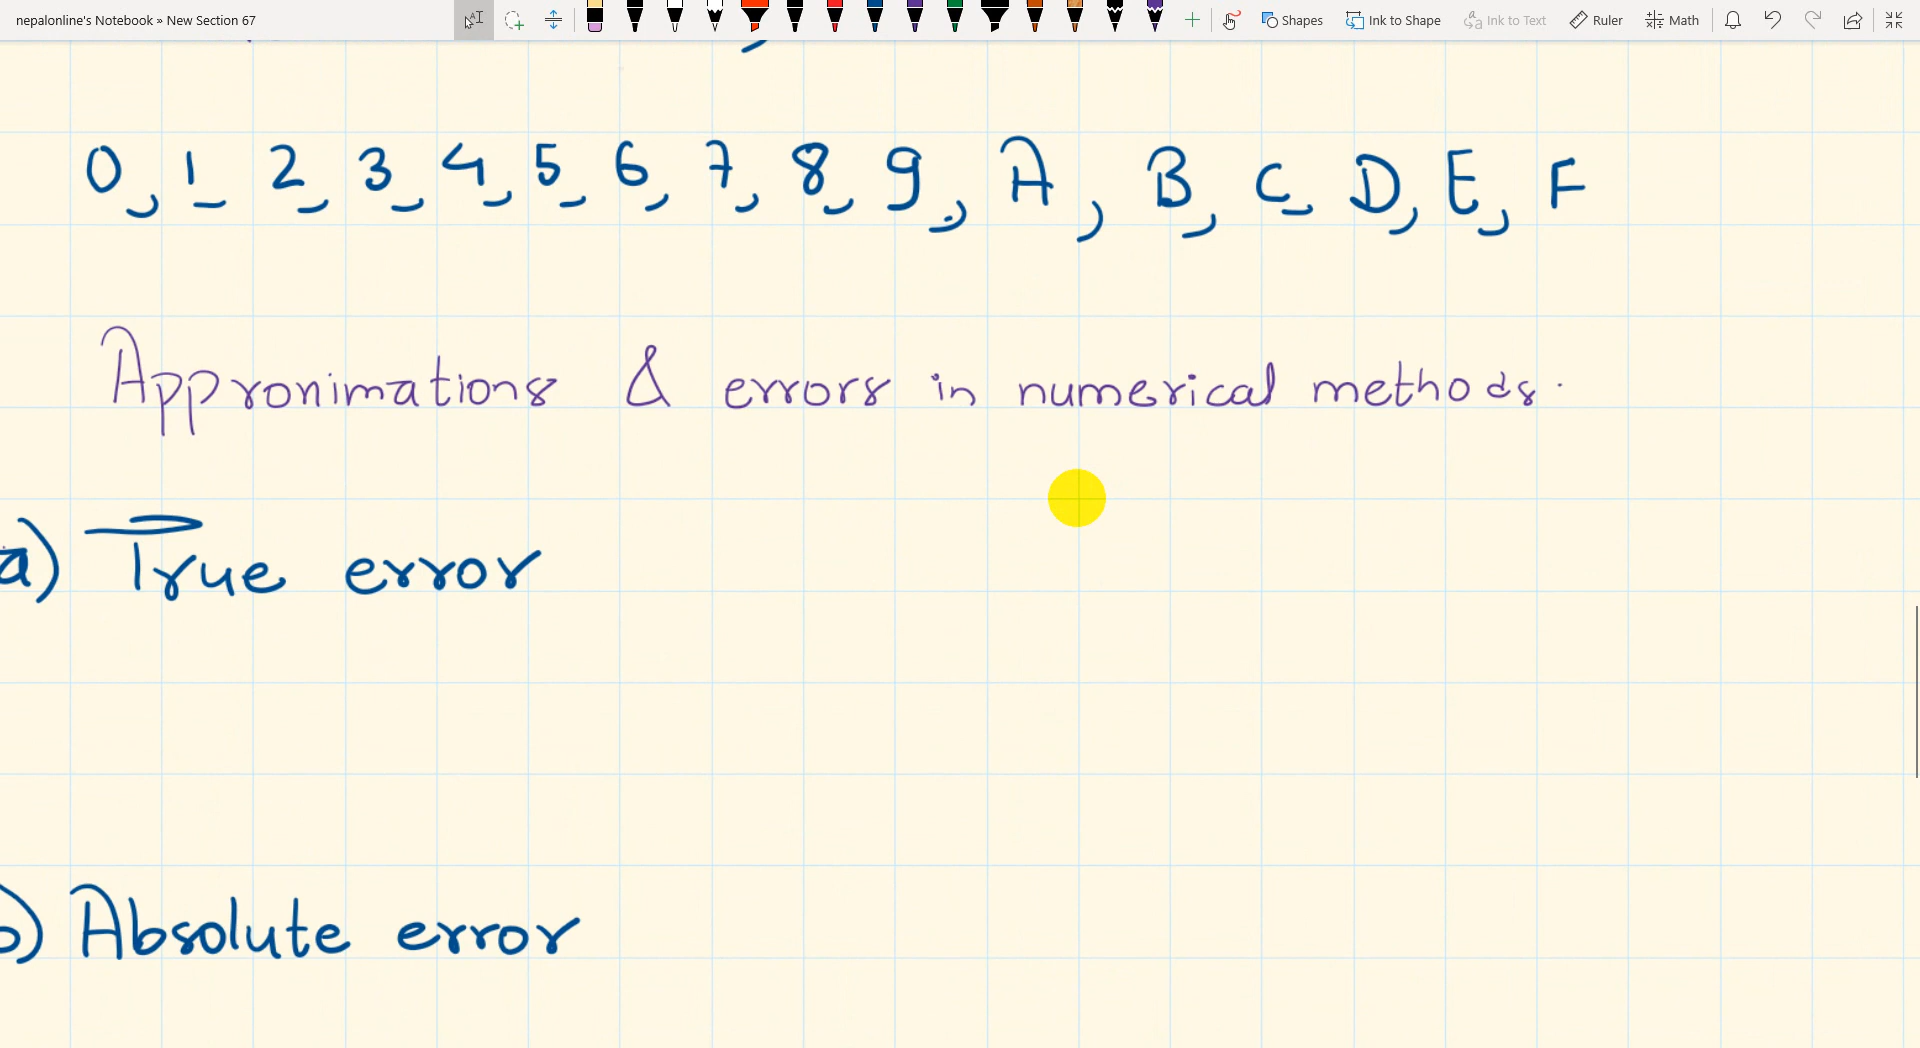 nepalonline's Notebook » New Section 67 Shapes Ink to Shape Ink to Text Ruler Math
0, 1, 2, 3, 4, 5, 6, 7, 8, 9, A, B, C, D, E, F
Appronimations & errors in numerical methods.
a) True error
b) Absolute error